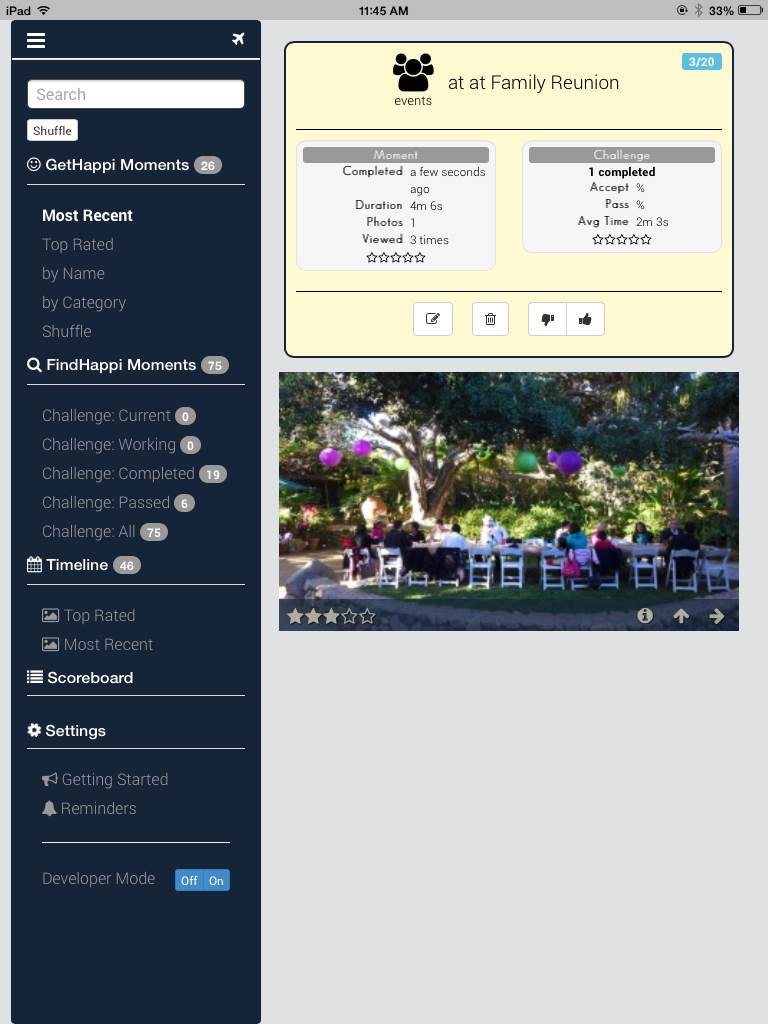 iPad 11:45 AM 33%
Search
Shuffle
GetHappi Moments 26
Most Recent
Top Rated
by Name
by Category
Shuffle
FindHappi Moments 75
Challenge: Current 0
Challenge: Working 0
Challenge: Completed 19
Challenge: Passed 6
Challenge: All 75
Timeline 46
Top Rated
Most Recent
Scoreboard
Settings
Getting Started
Reminders
Developer Mode Off On
3/20
events
at at Family Reunion
Moment
Completed a few seconds
ago
Duration 4m 6s
Photos 1
Viewed 3 times
Challenge
1 completed
Accept %
Pass %
Avg Time 2m 3s